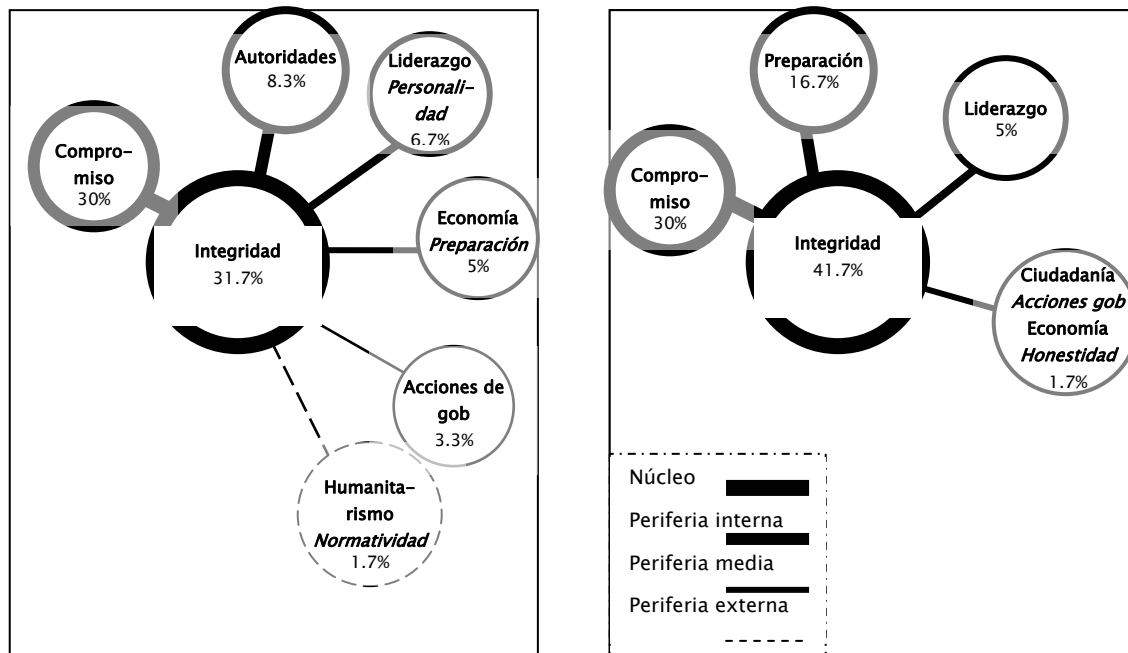 Autoridades
8.3%
Liderazgo
Personali-
dad
6.7%
Compro-
miso
30%
Integridad
31.7%
Economía
Preparación
5%
Acciones de
gob
3.3%
Humanita-
rismo
Normatividad
1.7%
Preparación
16.7%
Liderazgo
5%
Compro-
miso
30%
Integridad
41.7%
Ciudadanía
Acciones gob
Economía
Honestidad
1.7%
Núcleo
Periferia interna
Periferia media
Periferia externa